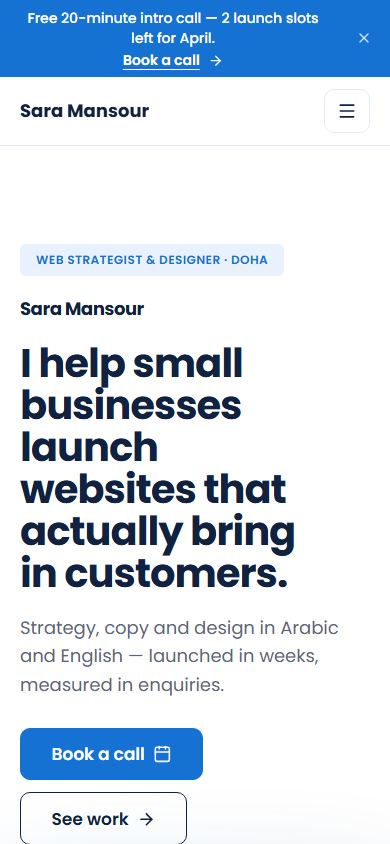 Free 20-minute intro call — 2 launch slots
left for April.
Book a call →
Sara Mansour
WEB STRATEGIST & DESIGNER · DOHA
Sara Mansour
I help small
businesses
launch
websites that
actually bring
in customers.
Strategy, copy and design in Arabic
and English — launched in weeks,
measured in enquiries.
Book a call
See work →